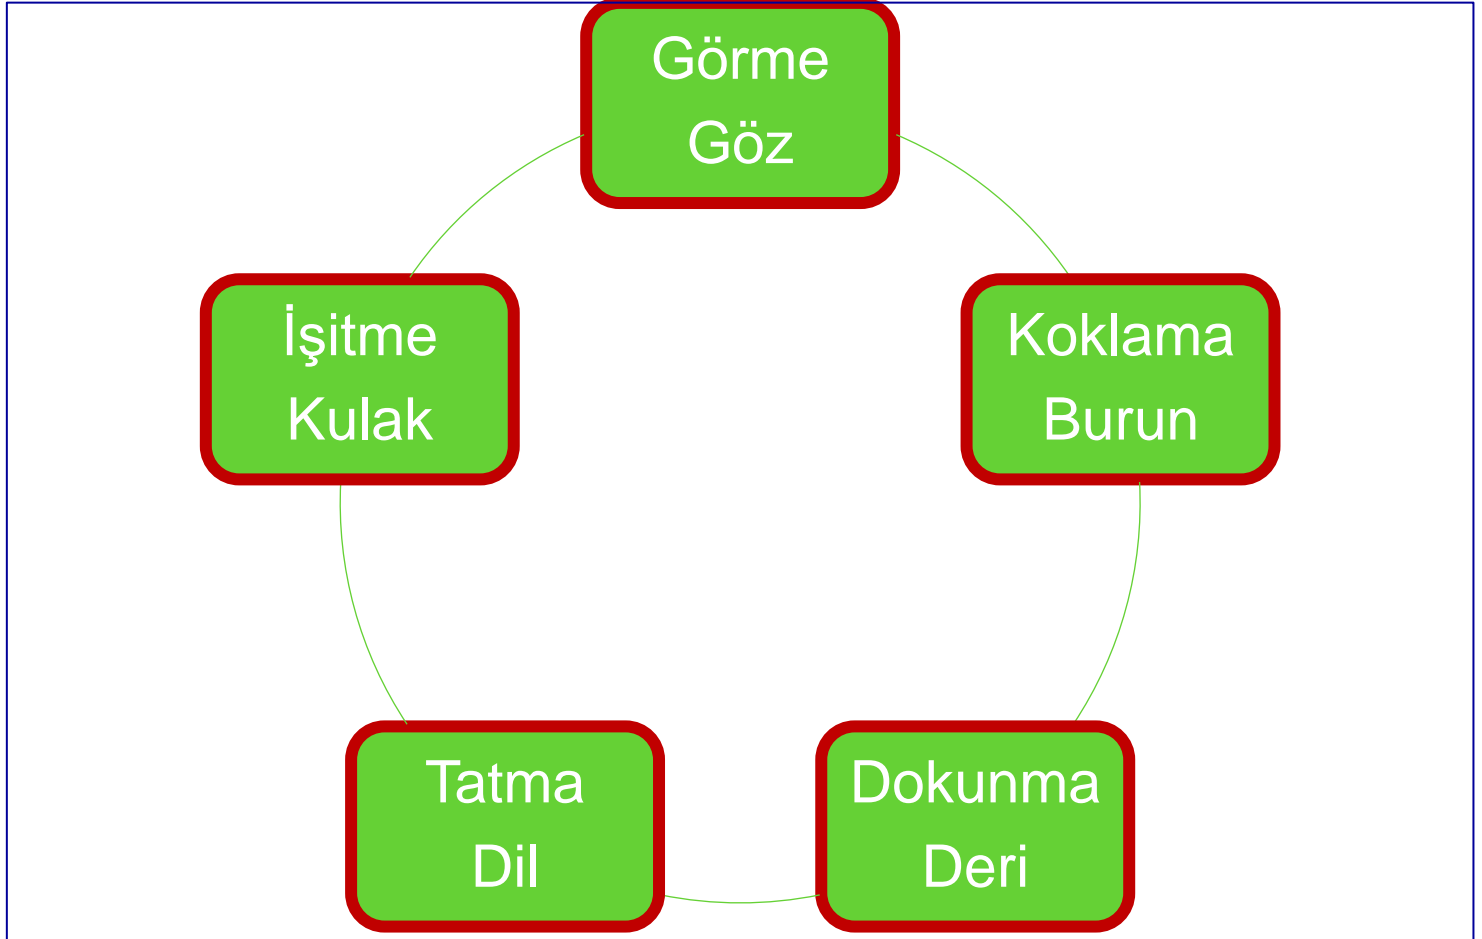 Görme
Göz
İşitme
Kulak
Koklama
Burun
Tatma
Dil
Dokunma
Deri